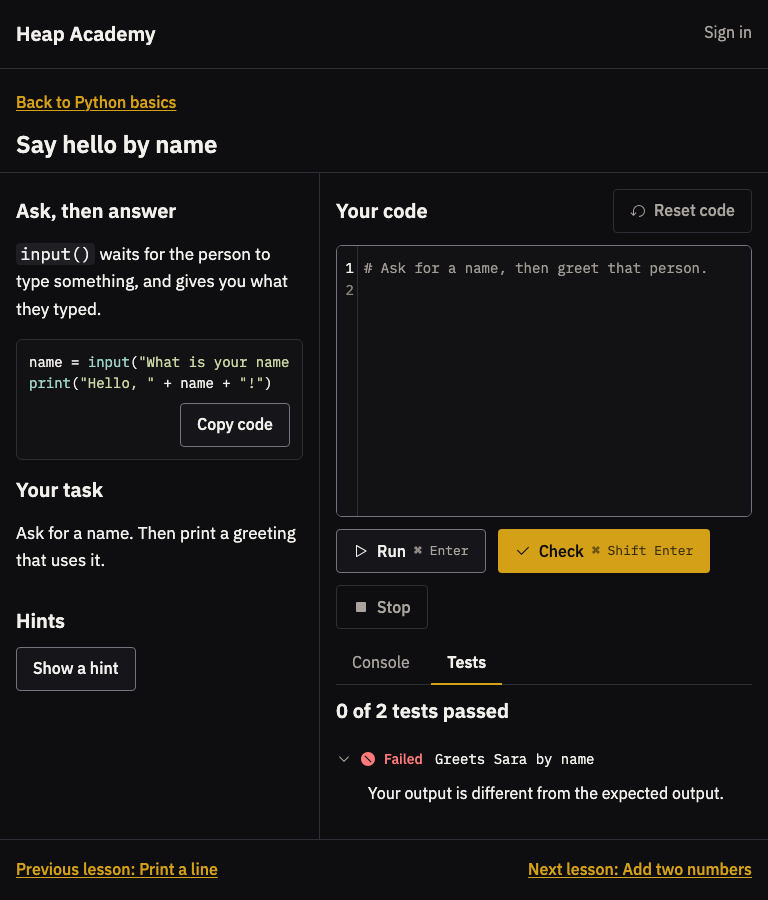 Heap Academy
Sign in
Back to Python basics
Say hello by name
Ask, then answer
input() waits for the person to
type something, and gives you what
they typed.
name = input("What is your name
print("Hello, " + name + "!")
Copy code
Your task
Ask for a name. Then print a greeting
that uses it.
Hints
Show a hint
Your code
Reset code
1 # Ask for a name, then greet that person.
2
Run ⌘ Enter
Check ⌘ Shift Enter
Stop
Console
Tests
0 of 2 tests passed
Failed Greets Sara by name
Your output is different from the expected output.
Previous lesson: Print a line
Next lesson: Add two numbers